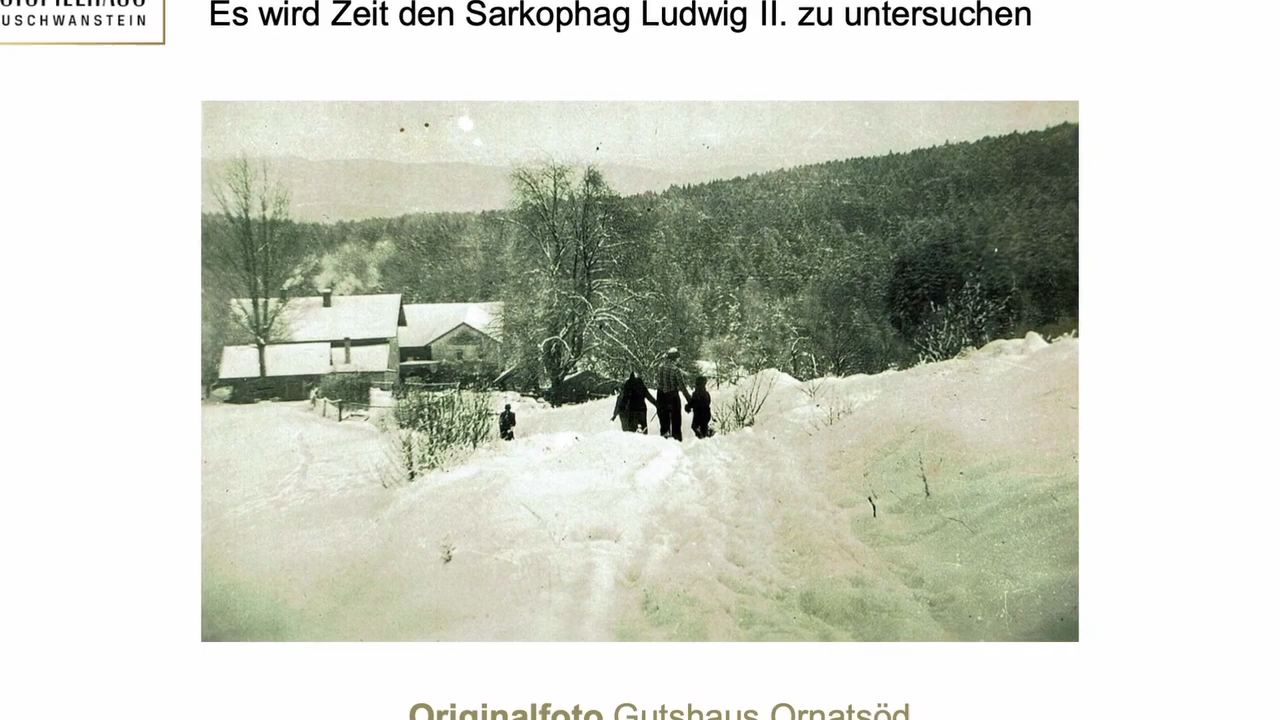 USCHWANSTEIN
Es wird Zeit den Sarkophag Ludwig II. zu untersuchen
Originalfoto Gutshaus Ornatsöd